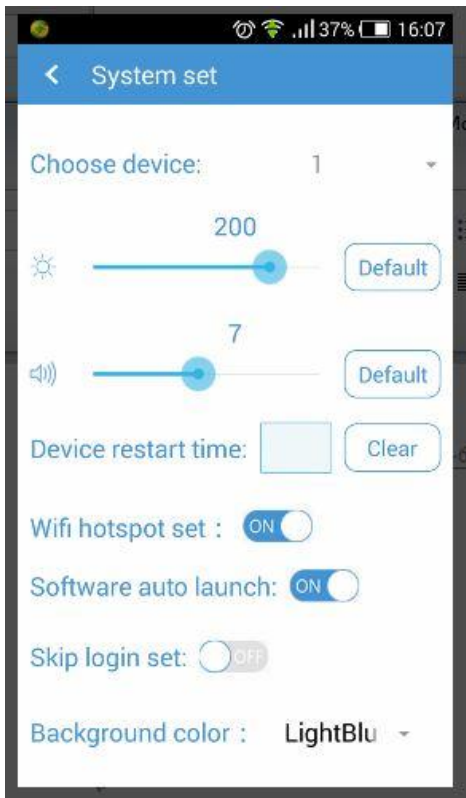 37% 16:07
System set
Choose device: 1
200
Default
7
Default
Device restart time: Clear
Wifi hotspot set : ON
Software auto launch: ON
Skip login set: OFF
Background color : LightBlu